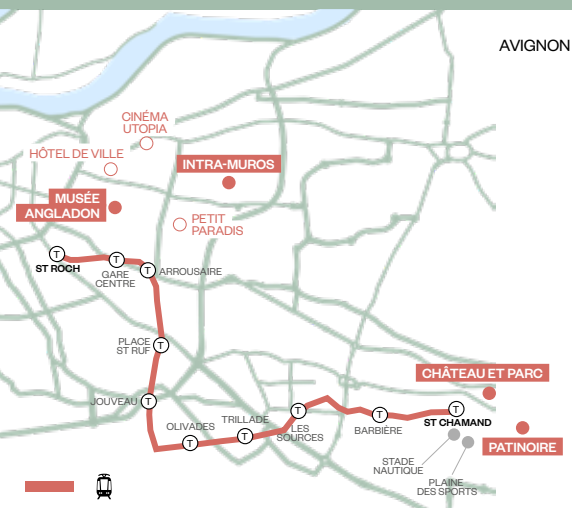 AVIGNON
CINÉMA
UTOPIA
HÔTEL DE VILLE
INTRA-MUROS
MUSÉE
ANGLADON
PETIT
PARADIS
T
ST ROCH
T
GARE
CENTRE
T
ARROUSAIRE
PLACE
ST RUF
T
JOUVEAU
T
OLIVADES
T
TRILLADE
T
T
LES
SOURCES
T
BARBIÈRE
CHÂTEAU ET PARC
T
ST CHAMAND
PATINOIRE
STADE
NAUTIQUE
PLAINE
DES SPORTS